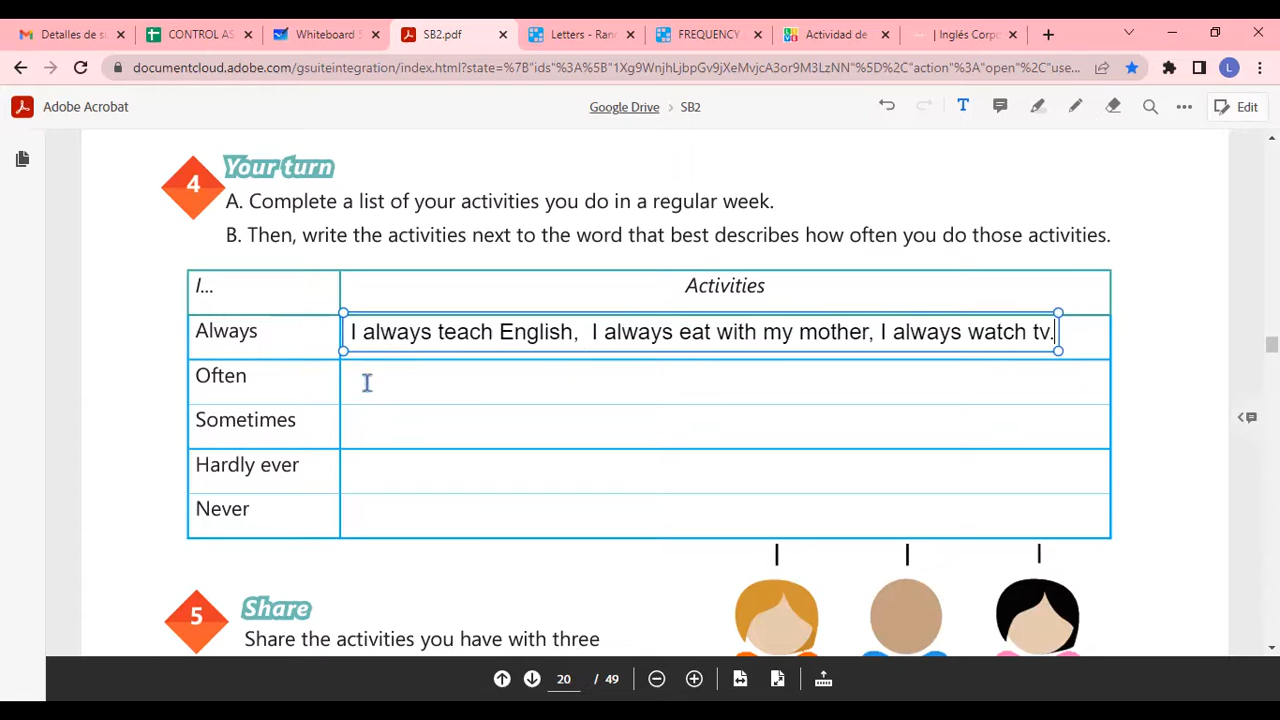 Detalles de su
CONTROL AS
Whiteboard S
SB2.pdf
Letters - Ran
FREQUENCY
Actividad de
| Inglés Corpo
documentcloud.adobe.com/gsuiteintegration/index.html?state=%7B"ids"%3A%5B"1Xg9WnjhLjbpGv9jXeMvjcA3or9M3LzNN"%5D%2C"action"%3A"open"%2C"use...
L
Adobe Acrobat
Google Drive > SB2
T
Edit
4
Your turn
A. Complete a list of your activities you do in a regular week.
B. Then, write the activities next to the word that best describes how often you do those activities.
I... Activities
Always I always teach English, I always eat with my mother, I always watch tv.
Often
Sometimes
Hardly ever
Never
5
Share
Share the activities you have with three
20 / 49